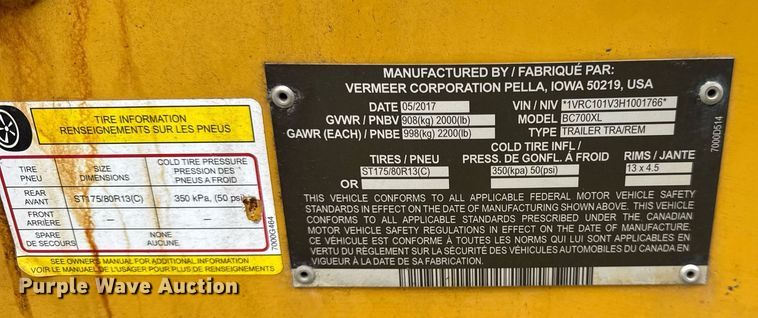 TIRE INFORMATION
RENSEIGNEMENTS SUR LES PNEUS
TIRE
PNEU
SIZE
DIMENSIONS
COLD TIRE PRESSURE
PRESSION DES
PNEUS A FROID
REAR
AVANT
ST175/80R13(C)
350 kPa, (50 psi
FRONT
ARRIÈRE
-
-
SPARE
DE SECOURS
NONE
AUCUNE
SEE OWNERS MANUAL FOR ADDITIONAL INFORMATION
VOIR LE MANUEL DE L'USAGER POUR PLUS DE RENSEIGNEMENTS
7000G464
MANUFACTURED BY / FABRIQUÉ PAR:
VERMEER CORPORATION PELLA, IOWA 50219, USA
DATE 05/2017
VIN / NIV *1VRC101V3H1001766*
GVWR / PNBV 908(kg) 2000(lb)
MODEL BC700XL
GAWR (EACH) / PNBE 998(kg) 2200(lb)
TYPE TRAILER TRA/REM
TIRES / PNEU
COLD TIRE INFL /
PRESS. DE GONFL. À FROID
RIMS / JANTE
ST175/80R13(C)
350(kpa) 50(psi)
13 x 4.5
OR
THIS VEHICLE CONFORMS TO ALL APPLICABLE FEDERAL MOTOR VEHICLE SAFETY
STANDARDS IN EFFECT ON THE DATE OF MANUFACTURING SHOWN ABOVE. THIS VEHICLE
CONFORMS TO ALL APPLICABLE STANDARDS PRESCRIBED UNDER THE CANADIAN
MOTOR VEHICLE SAFETY REGULATIONS IN EFFECT ON THE DATE OF MANUFACTURE.
CE VÉHICULE EST CONFORME À TOUTES LES NORMES QUI LUI SONT APPLICABLES EN
VERTU DU RÈGLEMENT SUR LA SÉCURITÉ DES VÉHICULES AUTOMOBILES DU CANADA EN
VIGUEUR À LA DATE DE SA FABRICATION.
7000D514
Purple Wave Auction